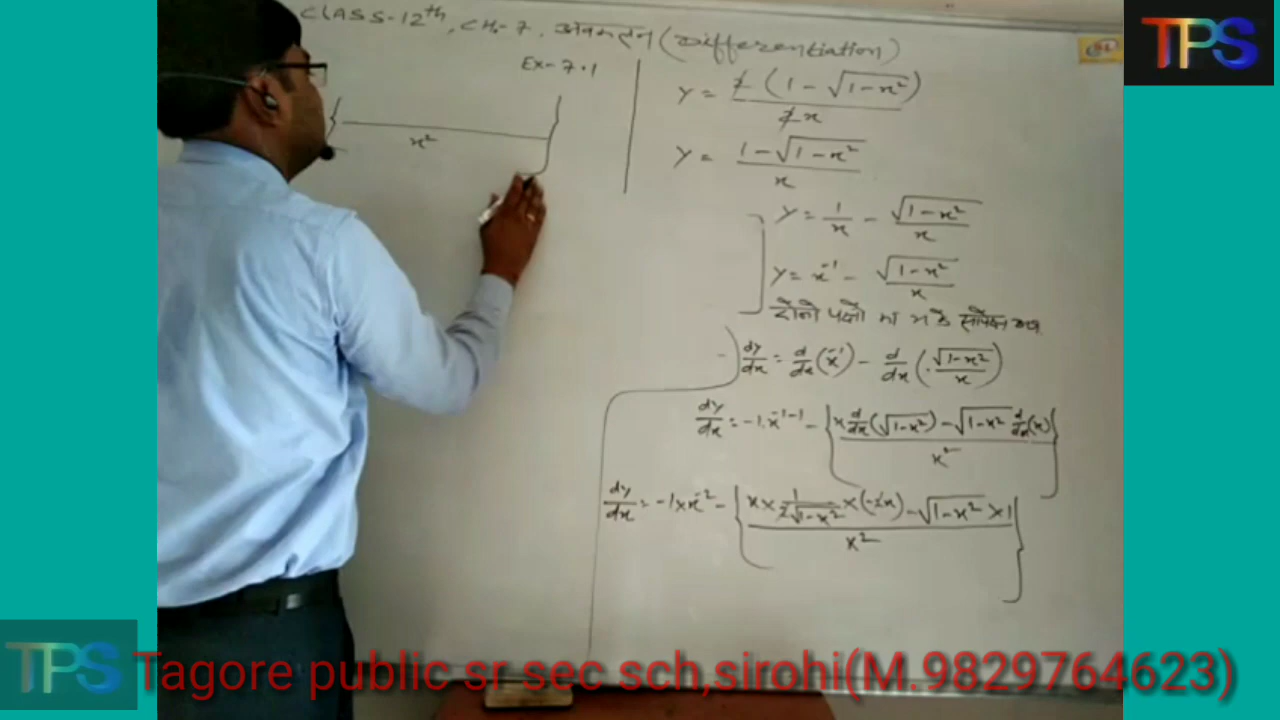 CLASS-12th, CH-7, अवकलन (Differentiation)
Ex-7.1
x²
y = 2(1-√(1-x²)) / 2x
y = (1-√(1-x²)) / x
y = 1/x - √(1-x²)/x
y = x⁻¹ - √(1-x²)/x
दोनों पक्षों का x के सापेक्ष
dy/dx = d/dx(x⁻¹) - d/dx(√(1-x²)/x)
dy/dx = -1.x⁻¹⁻¹ - {(x d/dx(√(1-x²)) - √(1-x²) d/dx(x)) / x²}
dy/dx = -1×x⁻² - {(x × 1/(2√(1-x²)) × (-2x) - √(1-x²) × 1) / x²}
TPS
TPS
Tagore public sr sec sch,sirohi(M.9829764623)